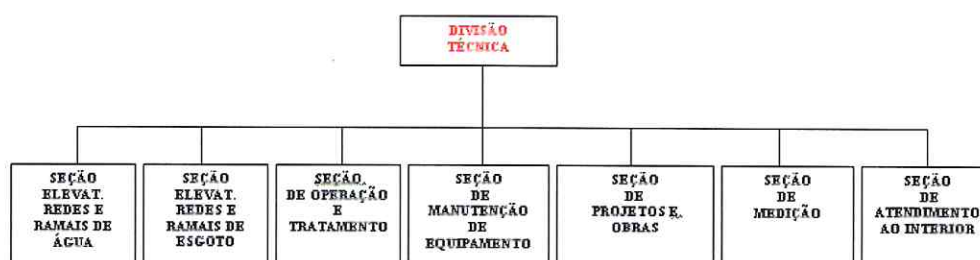 DIVISÃO
TÉCNICA
SEÇÃO
ELEVAT.
REDES E
RAMAIS DE
ÁGUA
SEÇÃO
ELEVAT.
REDES E
RAMAIS DE
ESGOTO
SEÇÃO
DE OPERAÇÃO
E
TRATAMENTO
SEÇÃO
DE
MANUTENÇÃO
DE
EQUIPAMENTO
SEÇÃO
DE
PROJETOS E
OBRAS
SEÇÃO
DE
MEDIÇÃO
SEÇÃO
DE
ATENDIMENTO
AO INTERIOR